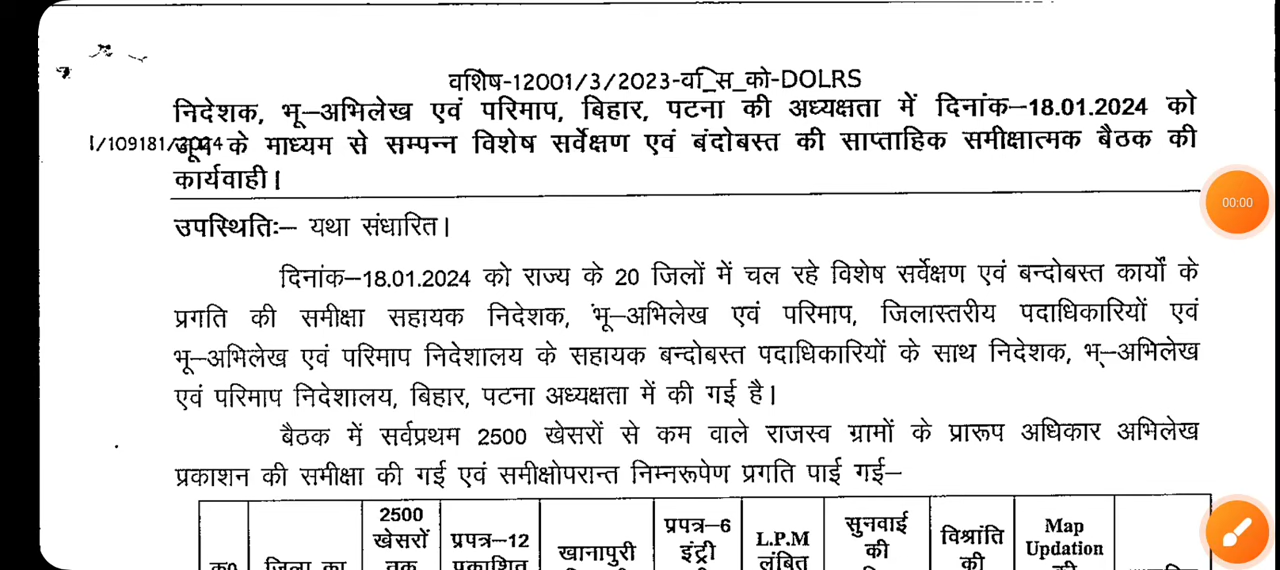 वशिेष-12001/3/2023-व_िस_को-DOLRS
निदेशक, भू–अभिलेख एवं परिमाप, बिहार, पटना की अध्यक्षता में दिनांक–18.01.2024 को
I/109181/2024 जूम के माध्यम से सम्पन्न विशेष सर्वेक्षण एवं बंदोबस्त की साप्ताहिक समीक्षात्मक बैठक की
कार्यवाही।
उपस्थितिः– यथा संधारित।
दिनांक–18.01.2024 को राज्य के 20 जिलों में चल रहे विशेष सर्वेक्षण एवं बन्दोबस्त कार्यो के
प्रगति की समीक्षा सहायक निदेशक, भू–अभिलेख एवं परिमाप, जिलास्तरीय पदाधिकारियों एवं
भू–अभिलेख एवं परिमाप निदेशालय के सहायक बन्दोबस्त पदाधिकारियों के साथ निदेशक, भू–अभिलेख
एवं परिमाप निदेशालय, बिहार, पटना अध्यक्षता में की गई है।
बैठक में सर्वप्रथम 2500 खेसरों से कम वाले राजस्व ग्रामों के प्रारूप अधिकार अभिलेख
प्रकाशन की समीक्षा की गई एवं समीक्षोपरान्त निम्नरूपेण प्रगति पाई गई–
क्र0
जिला का
2500
खेसरों
तक
प्रपत्र–12
प्रकाशित
खानापुरी
प्रपत्र–6
इंट्री
L.P.M
लंबित
सुनवाई
की
विश्रांति
की
Map
Updation
की
00:00